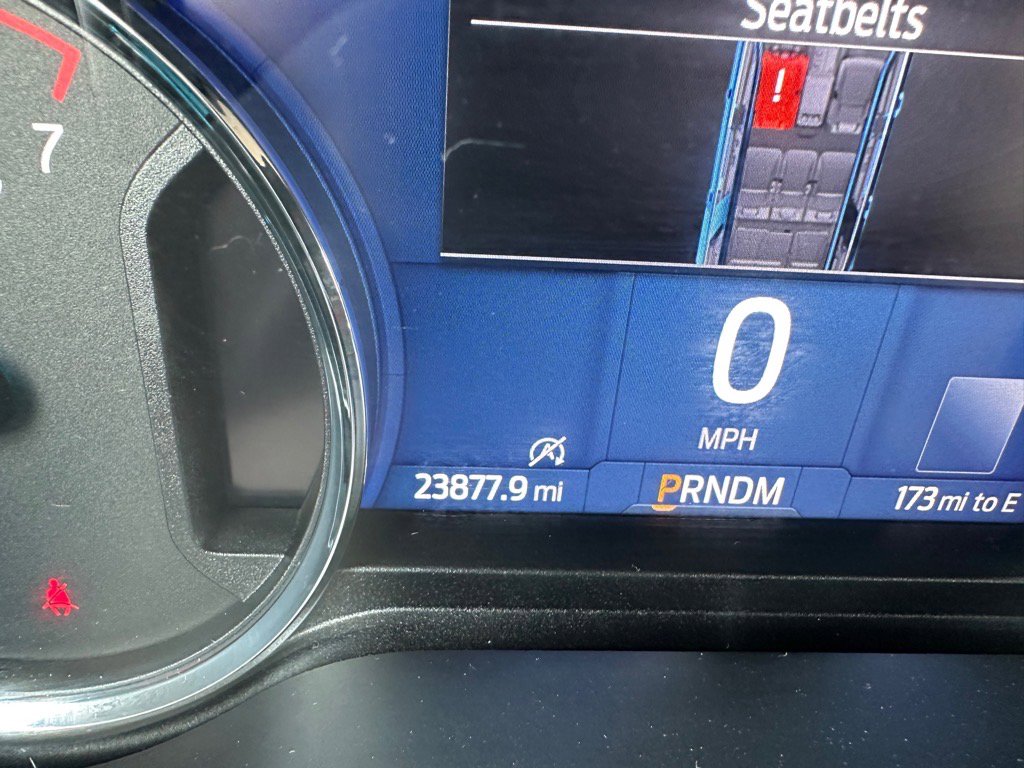 Seatbelts
!
7
0
MPH
A
23877.9 mi
PRNDM
173 mi to E